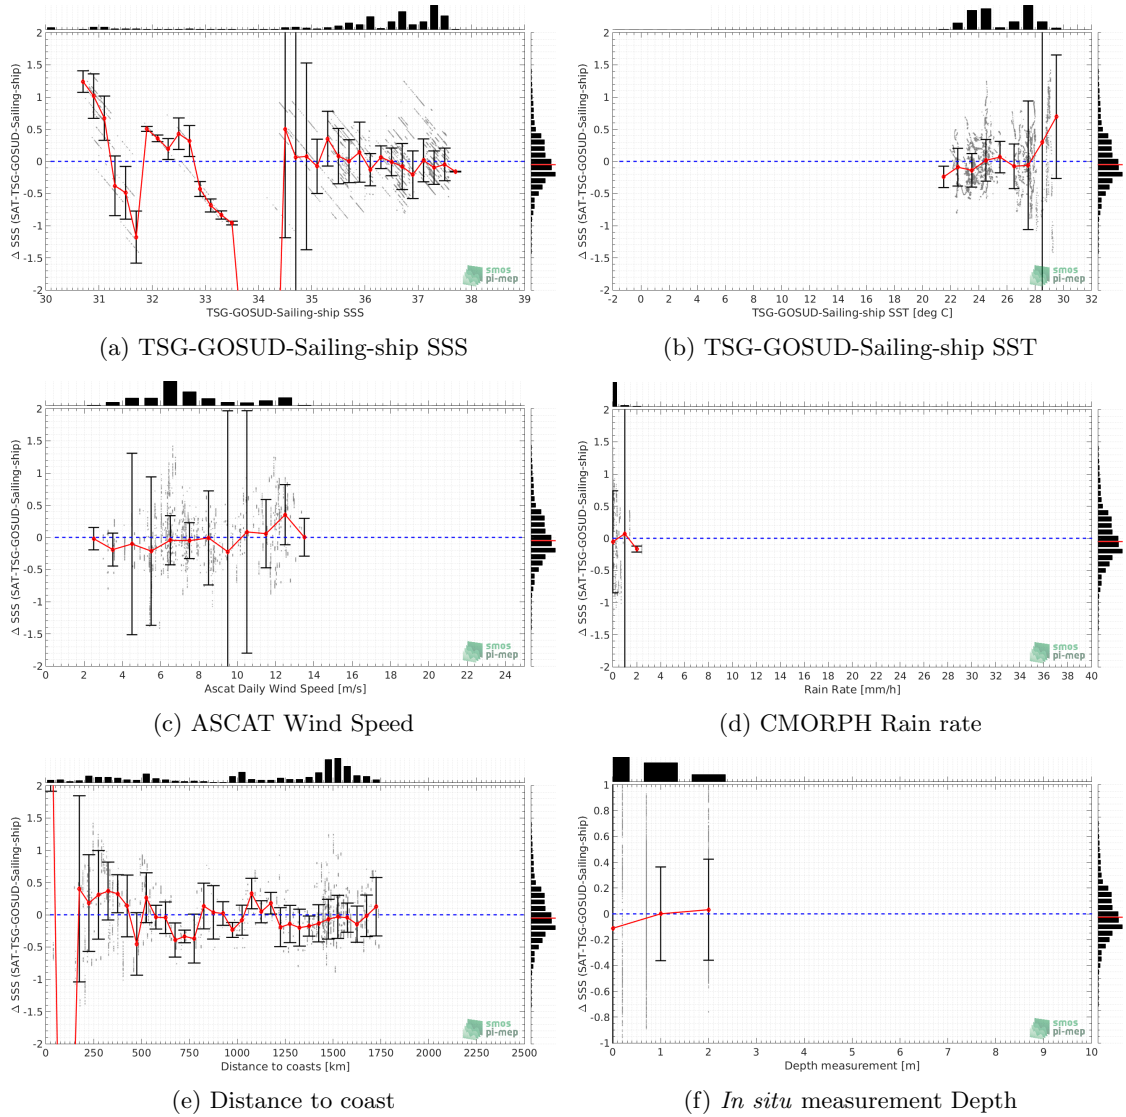 2
1.5
1
0.5
0
-0.5
-1
-1.5
-2
Δ SSS (SAT-TSG-GOSUD-Sailing-ship)
30 31 32 33 34 35 36 37 38 39
TSG-GOSUD-Sailing-ship SSS
smos
pi-mep
(a) TSG-GOSUD-Sailing-ship SSS
2
1.5
1
0.5
0
-0.5
-1
-1.5
-2
Δ SSS (SAT-TSG-GOSUD-Sailing-ship)
-2 0 2 4 6 8 10 12 14 16 18 20 22 24 26 28 30 32
TSG-GOSUD-Sailing-ship SST [deg C]
smos
pi-mep
(b) TSG-GOSUD-Sailing-ship SST
2
1.5
1
0.5
0
-0.5
-1
-1.5
-2
Δ SSS (SAT-TSG-GOSUD-Sailing-ship)
0 2 4 6 8 10 12 14 16 18 20 22 24
Ascat Daily Wind Speed [m/s]
smos
pi-mep
(c) ASCAT Wind Speed
2
1.5
1
0.5
0
-0.5
-1
-1.5
-2
Δ SSS (SAT-TSG-GOSUD-Sailing-ship)
0 2 4 6 8 10 12 14 16 18 20 22 24 26 28 30 32 34 36 38 40
Rain Rate [mm/h]
smos
pi-mep
(d) CMORPH Rain rate
2
1.5
1
0.5
0
-0.5
-1
-1.5
-2
Δ SSS (SAT-TSG-GOSUD-Sailing-ship)
0 250 500 750 1000 1250 1500 1750 2000 2250 2500
Distance to coasts [km]
smos
pi-mep
(e) Distance to coast
1
0.8
0.6
0.4
0.2
0
-0.2
-0.4
-0.6
-0.8
-1
Δ SSS (SAT-TSG-GOSUD-Sailing-ship)
0 1 2 3 4 5 6 7 8 9 10
Depth measurement [m]
smos
pi-mep
(f) In situ measurement Depth